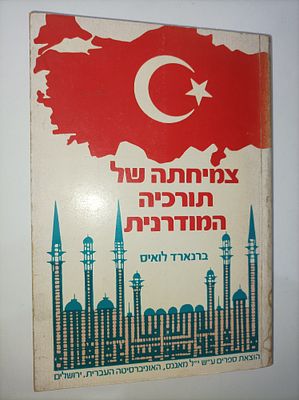 צמיחתה של
תורכיה
המודרנית
ברנארד לואיס
הוצאת ספרים ע״ש י״ל מאגנס, האוניברסיטה העברית, ירושלים